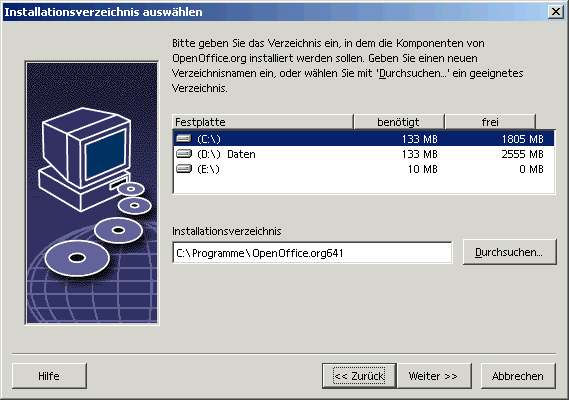 Installationsverzeichnis auswählen
Bitte geben Sie das Verzeichnis ein, in dem die Komponenten von
OpenOffice.org installiert werden sollen. Geben Sie einen neuen
Verzeichnisnamen ein, oder wählen Sie mit 'Durchsuchen...' ein geeignetes
Verzeichnis.
Festplatte benötigt frei
(C:\) 133 MB 1805 MB
(D:\) Daten 133 MB 2555 MB
(E:\) 10 MB 0 MB
Installationsverzeichnis
C:\Programme\OpenOffice.org641
Durchsuchen...
Hilfe << Zurück Weiter >> Abbrechen